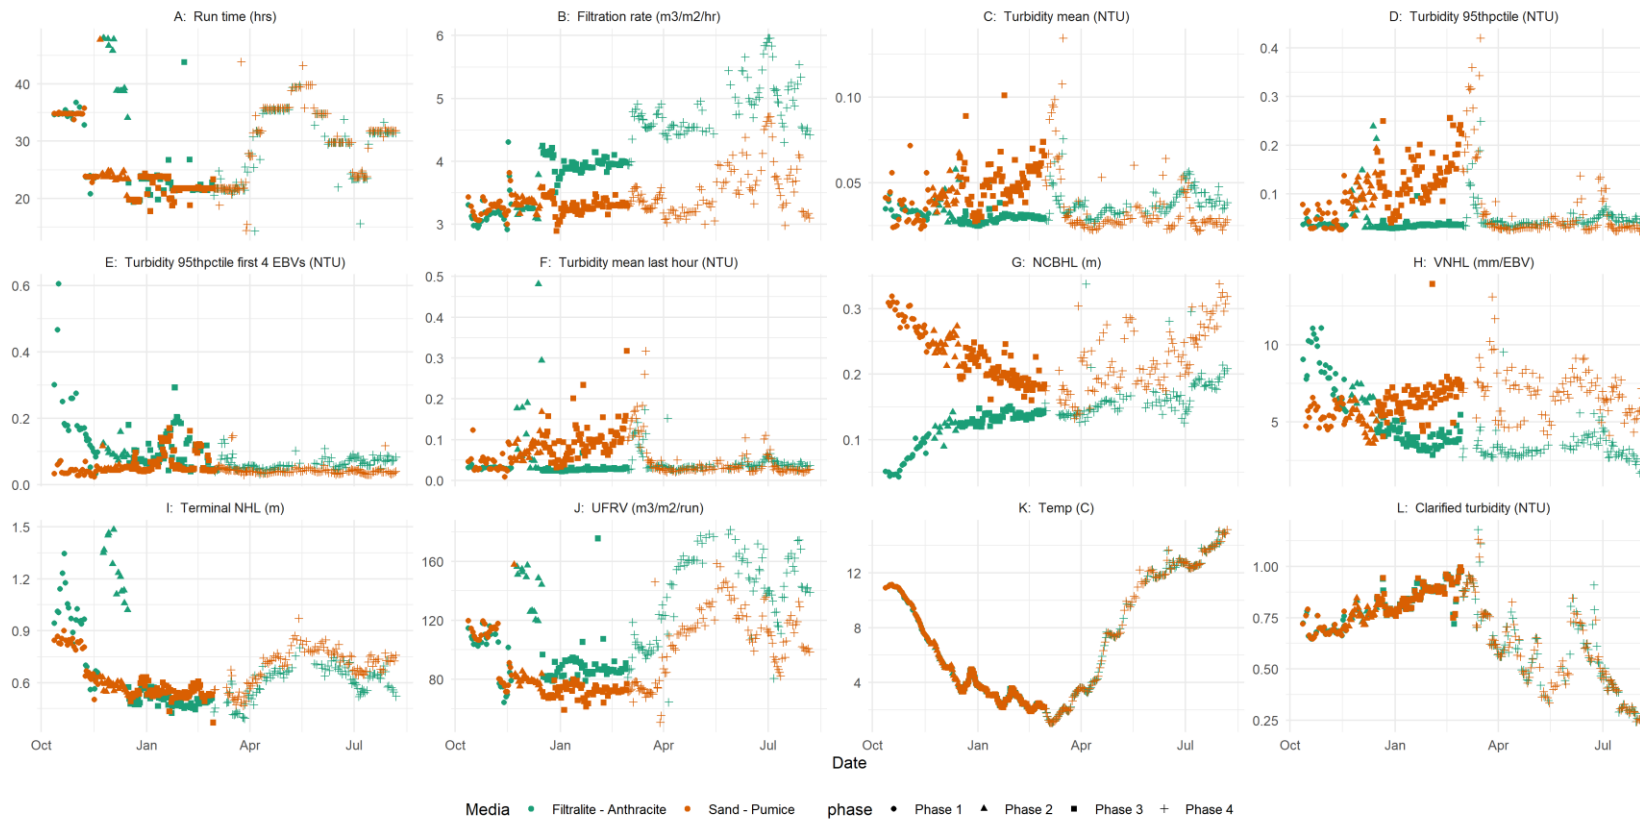 A: Run time (hrs)
B: Filtration rate (m3/m2/hr)
C: Turbidity mean (NTU)
D: Turbidity 95thpctile (NTU)
40
30
20
6
5
4
3
0.10
0.05
0.4
0.3
0.2
0.1
E: Turbidity 95thpctile first 4 EBVs (NTU)
F: Turbidity mean last hour (NTU)
G: NCBHL (m)
H: VNHL (mm/EBV)
0.6
0.4
0.2
0.0
0.5
0.4
0.3
0.2
0.1
0.0
0.3
0.2
0.1
10
5
I: Terminal NHL (m)
J: UFRV (m3/m2/run)
K: Temp (C)
L: Clarified turbidity (NTU)
1.5
1.2
0.9
0.6
160
120
80
12
8
4
1.00
0.75
0.50
0.25
Oct Jan Apr Jul
Oct Jan Apr Jul
Oct Jan Apr Jul
Oct Jan Apr Jul
Date
Media Filtralite - Anthracite Sand - Pumice phase Phase 1 Phase 2 Phase 3 Phase 4